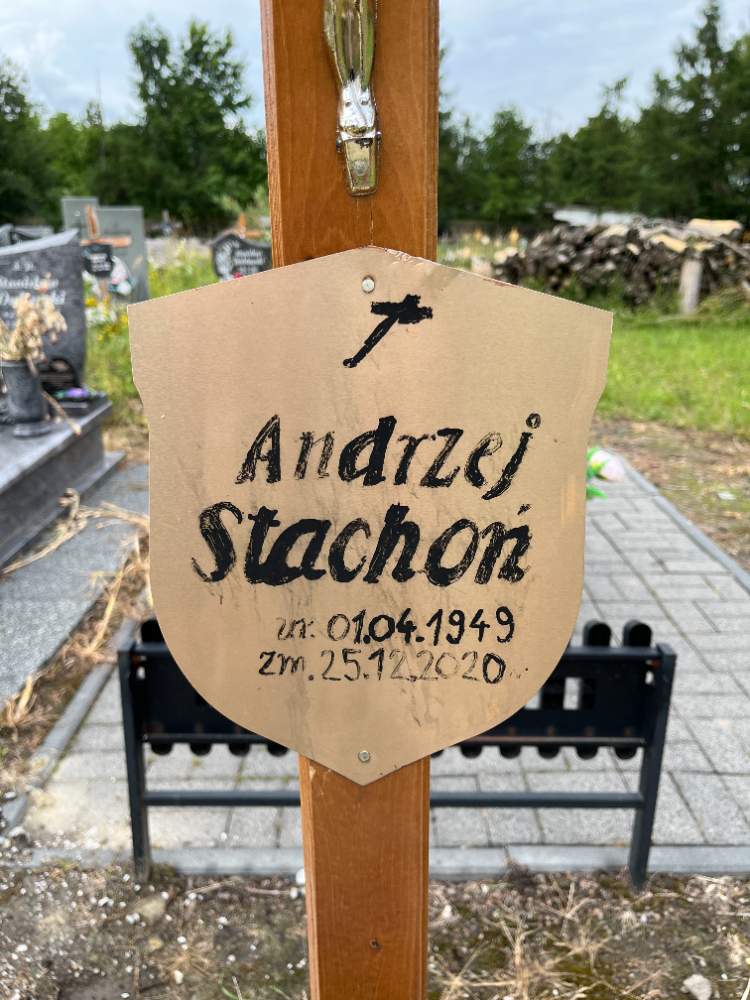 Andrzej
Stachoń
ur. 01.04.1949
zm. 25.12.2020